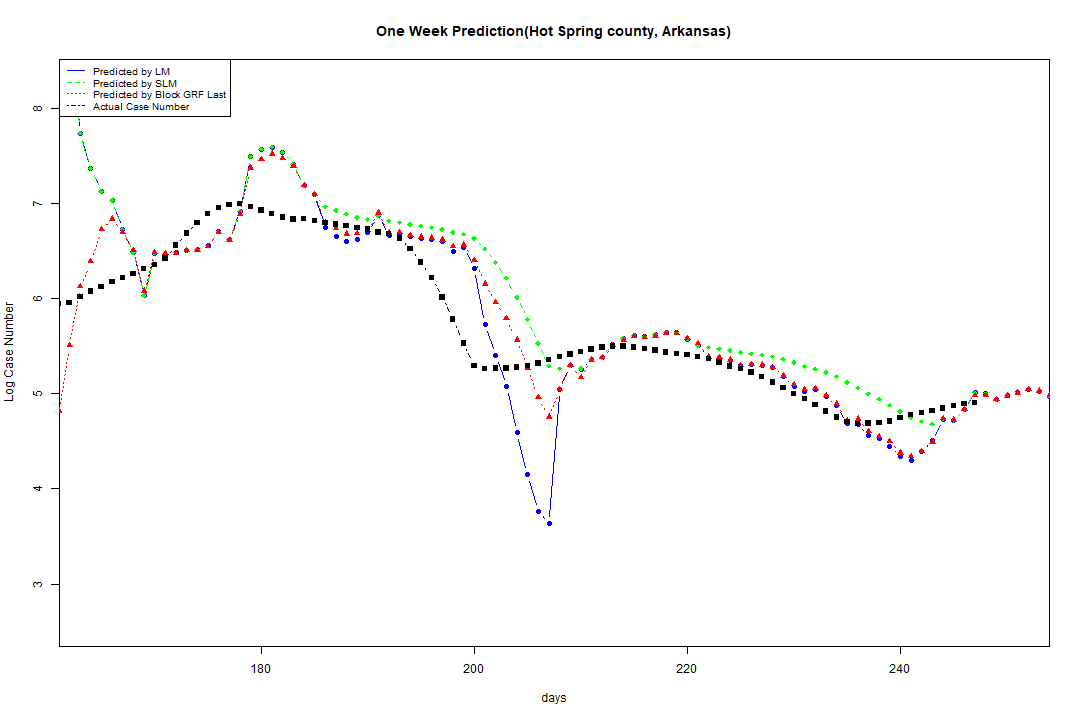 One Week Prediction(Hot Spring county, Arkansas)
Predicted by LM
Predicted by SLM
Predicted by Block GRF Last
Actual Case Number
8
7
6
5
4
3
Log Case Number
180
200
220
240
days